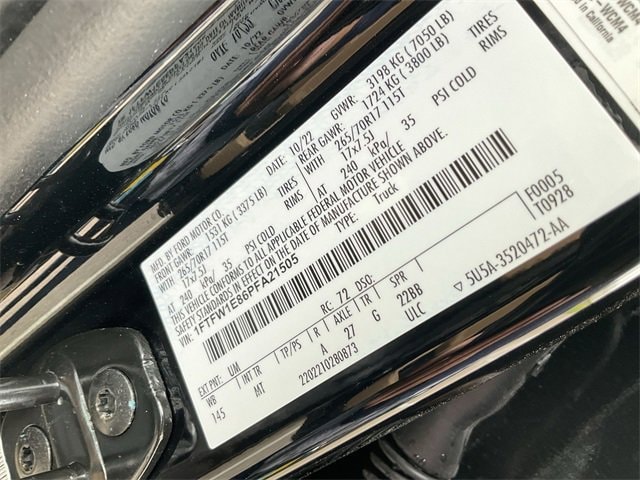 MFD. BY FORD MOTOR CO.
DATE: 10/22 GVWR: 3198 KG ( 7050 LB)
FRONT GAWR: 1531 KG ( 3375 LB)
REAR GAWR: 1724 KG ( 3800 LB)
265/70R17 115T TIRES
WITH 265/70R17 115T TIRES
17x7.5J RIMS
17x7.5J RIMS
AT 240 kPa/ 35 PSI COLD
AT 240 kPa/ 35 PSI COLD
THIS VEHICLE CONFORMS TO ALL APPLICABLE FEDERAL MOTOR VEHICLE
SAFETY STANDARDS IN EFFECT ON THE DATE OF MANUFACTURE SHOWN ABOVE.
VIN: 1FTFW1E86PFA21505
TYPE: Truck
F0005
T0928
EXT PNT: UM RC: 72 DSO:
WB INT TR TP/PS R AXLE TR SPR
145 MT A 27 G 22BB
2202210280873 ULC
5U5A-3520472-AA
-WCM4
in California